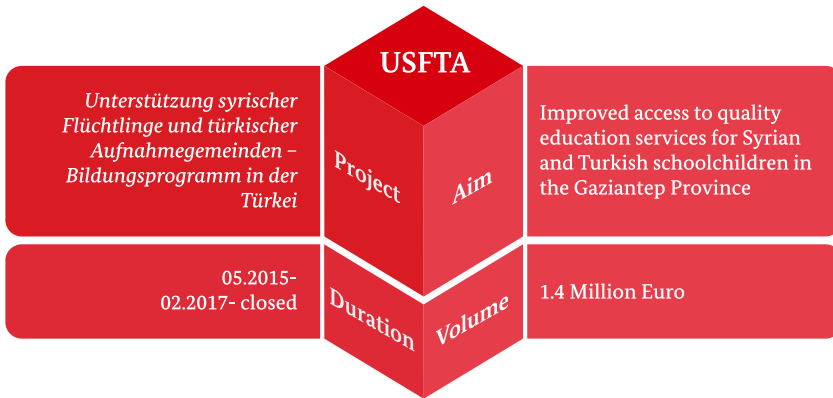 USFTA
Unterstützung syrischer
Flüchtlinge und türkischer
Aufnahmegemeinden –
Bildungsprogramm in der
Türkei
Project
Aim
Improved access to quality
education services for Syrian
and Turkish schoolchildren in
the Gaziantep Province
05.2015-
02.2017- closed
Duration
Volume
1.4 Million Euro